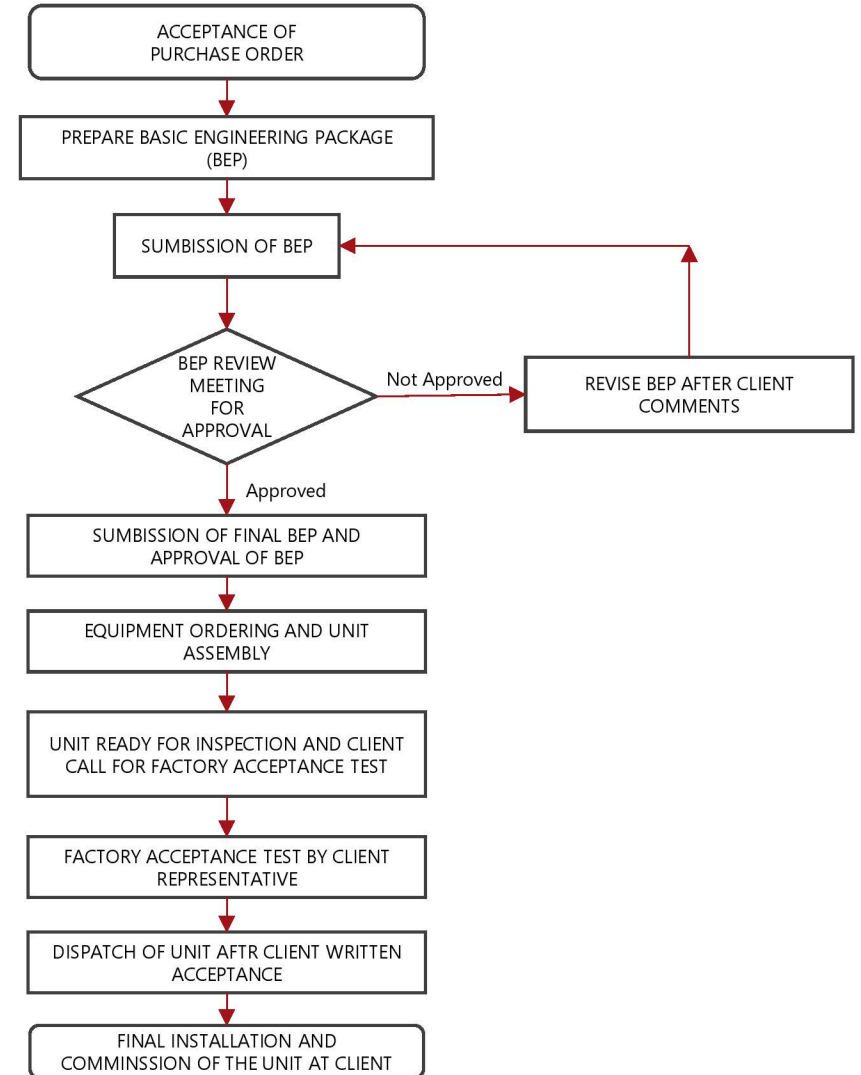 ACCEPTANCE OF
PURCHASE ORDER
PREPARE BASIC ENGINEERING PACKAGE
(BEP)
SUMBISSION OF BEP
BEP REVIEW
MEETING
FOR
APPROVAL
Not Approved
REVISE BEP AFTER CLIENT
COMMENTS
Approved
SUMBISSION OF FINAL BEP AND
APPROVAL OF BEP
EQUIPMENT ORDERING AND UNIT
ASSEMBLY
UNIT READY FOR INSPECTION AND CLIENT
CALL FOR FACTORY ACCEPTANCE TEST
FACTORY ACCEPTANCE TEST BY CLIENT
REPRESENTATIVE
DISPATCH OF UNIT AFTR CLIENT WRITTEN
ACCEPTANCE
FINAL INSTALLATION AND
COMMINSSION OF THE UNIT AT CLIENT